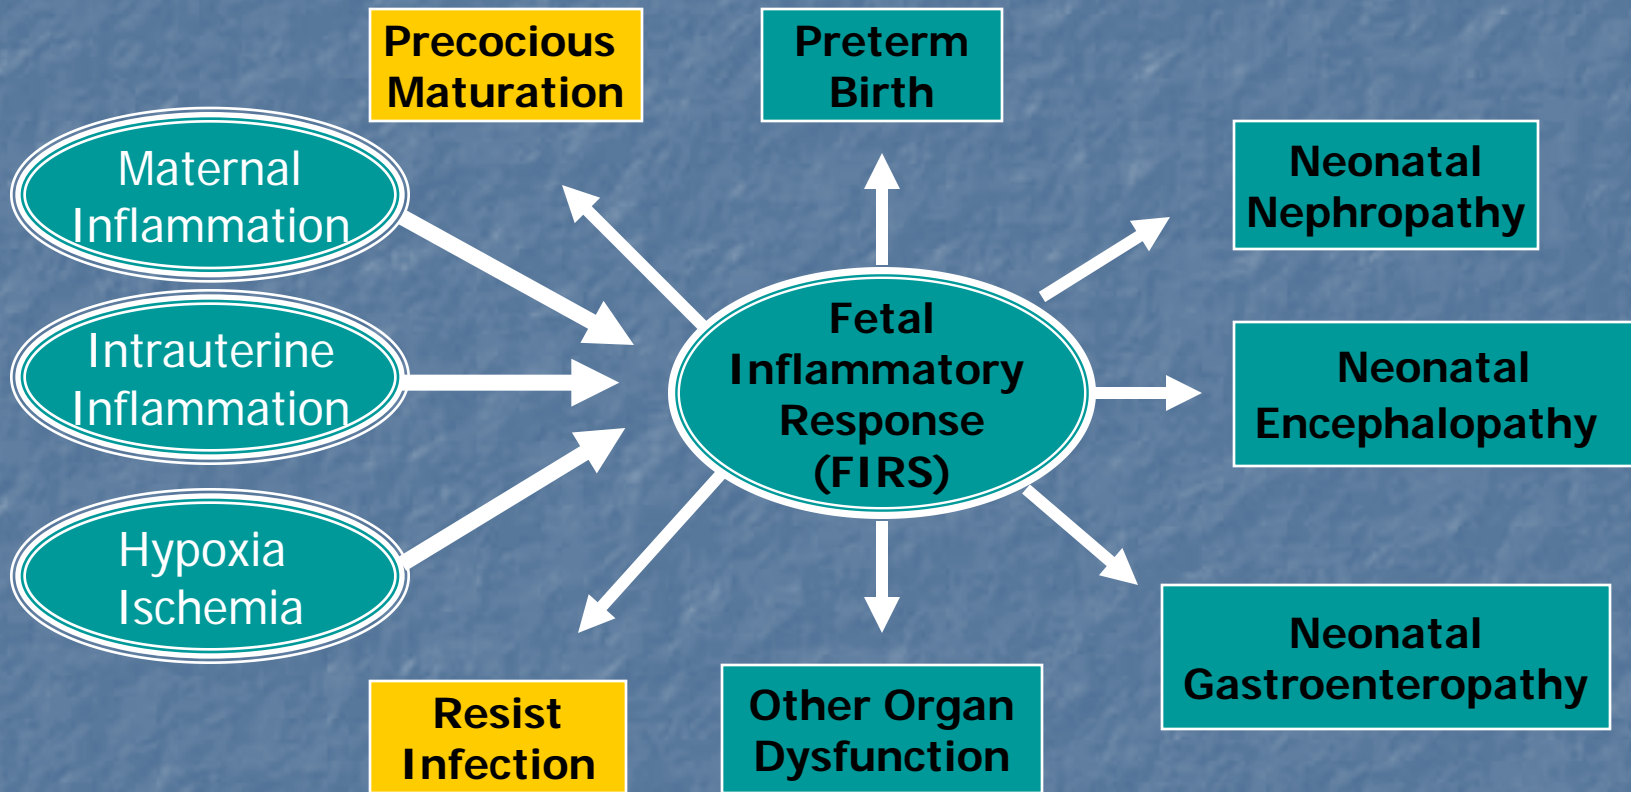 Precocious
Maturation
Preterm
Birth
Maternal
Inflammation
Neonatal
Nephropathy
Intrauterine
Inflammation
Fetal
Inflammatory
Response
(FIRS)
Neonatal
Encephalopathy
Hypoxia
Ischemia
Neonatal
Gastroenteropathy
Resist
Infection
Other Organ
Dysfunction